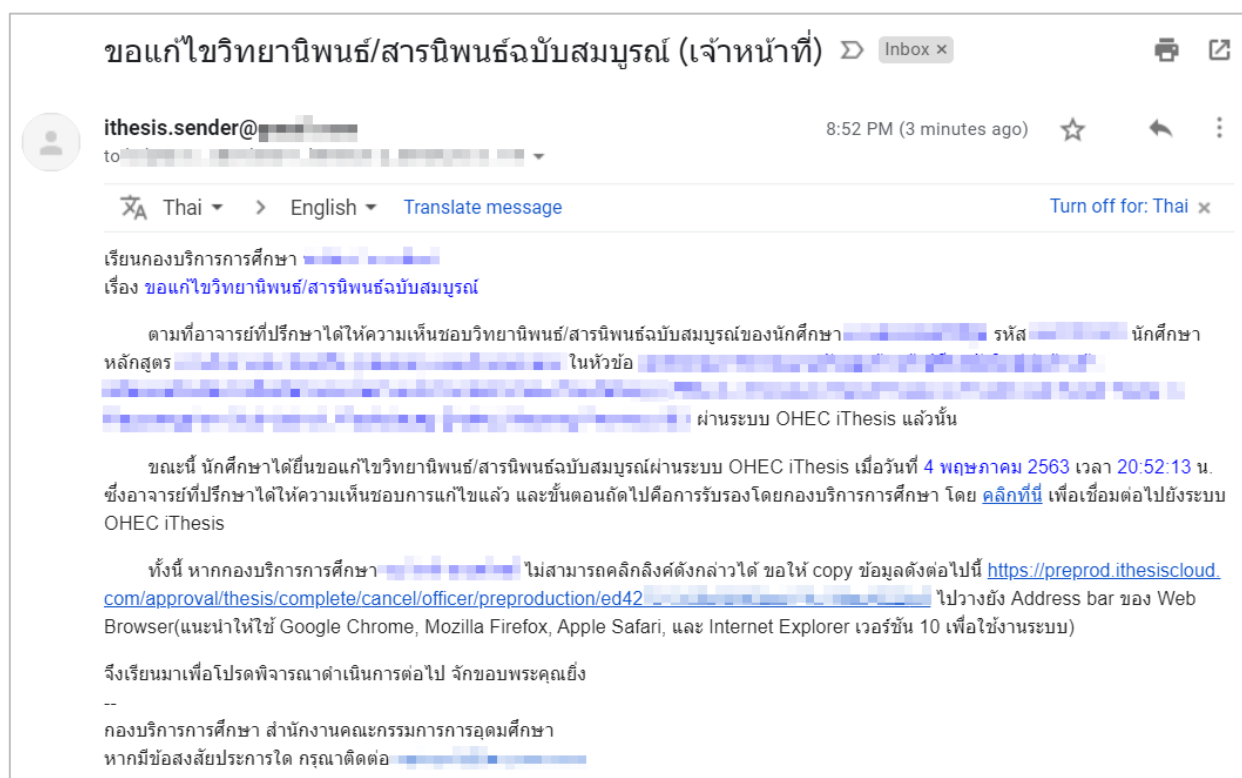 ขอแก้ไขวิทยานิพนธ์/สารนิพนธ์ฉบับสมบูรณ์ (เจ้าหน้าที่) Inbox ×
ithesis.sender@ 8:52 PM (3 minutes ago)
to
Thai > English Translate message Turn off for: Thai ×
เรียนกองบริการการศึกษา
เรื่อง ขอแก้ไขวิทยานิพนธ์/สารนิพนธ์ฉบับสมบูรณ์
ตามที่อาจารย์ที่ปรึกษาได้ให้ความเห็นชอบวิทยานิพนธ์/สารนิพนธ์ฉบับสมบูรณ์ของนักศึกษา รหัส นักศึกษา
หลักสูตร ในหัวข้อ
ผ่านระบบ OHEC iThesis แล้วนั้น
ขณะนี้ นักศึกษาได้ยื่นขอแก้ไขวิทยานิพนธ์/สารนิพนธ์ฉบับสมบูรณ์ผ่านระบบ OHEC iThesis เมื่อวันที่ 4 พฤษภาคม 2563 เวลา 20:52:13 น.
ซึ่งอาจารย์ที่ปรึกษาได้ให้ความเห็นชอบการแก้ไขแล้ว และขั้นตอนถัดไปคือการรับรองโดยกองบริการการศึกษา โดย คลิกที่นี่ เพื่อเชื่อมต่อไปยังระบบ
OHEC iThesis
ทั้งนี้ หากกองบริการการศึกษา ไม่สามารถคลิกลิงค์ดังกล่าวได้ ขอให้ copy ข้อมูลดังต่อไปนี้ https://preprod.ithesiscloud.
com/approval/thesis/complete/cancel/officer/preproduction/ed42 ไปวางยัง Address bar ของ Web
Browser(แนะนำให้ใช้ Google Chrome, Mozilla Firefox, Apple Safari, และ Internet Explorer เวอร์ชัน 10 เพื่อใช้งานระบบ)
จึงเรียนมาเพื่อโปรดพิจารณาดำเนินการต่อไป จักขอบพระคุณยิ่ง
--
กองบริการการศึกษา สำนักงานคณะกรรมการการอุดมศึกษา
หากมีข้อสงสัยประการใด กรุณาติดต่อ